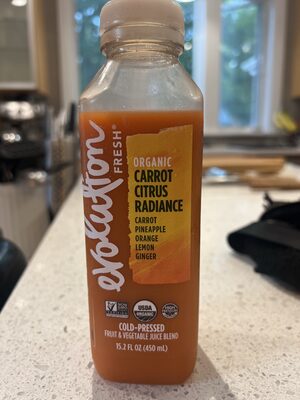 evolution
FRESH®
ORGANIC
CARROT
CITRUS
RADIANCE
CARROT
PINEAPPLE
ORANGE
LEMON
GINGER
USDA
ORGANIC
COLD-PRESSED
FRUIT & VEGETABLE JUICE BLEND
15.2 FL OZ (450 mL)